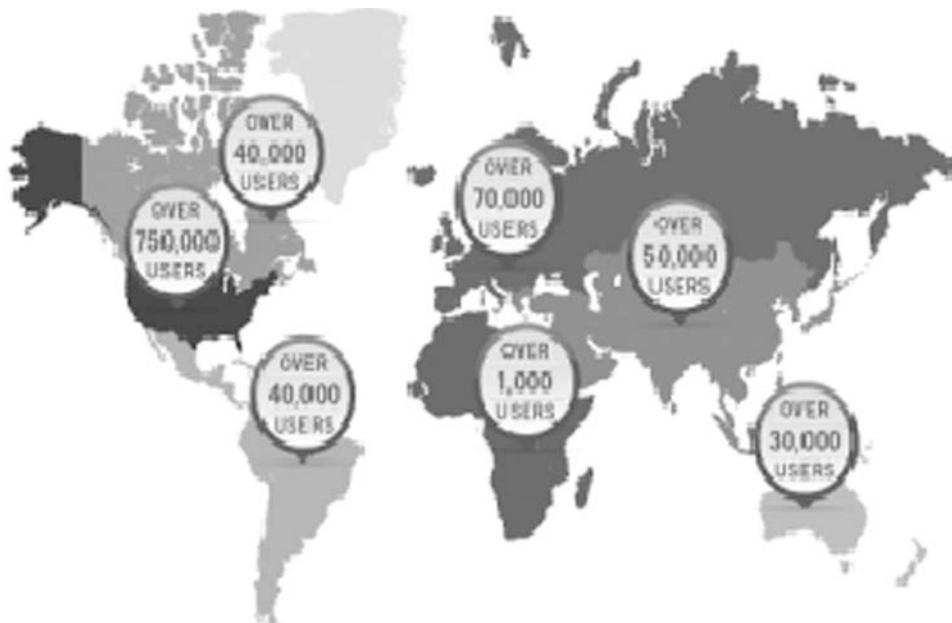 OVER
40,000
USERS
OVER
750,000
USERS
OVER
70,000
USERS
OVER
50,000
USERS
OVER
40,000
USERS
OVER
1,000
USERS
OVER
30,000
USERS